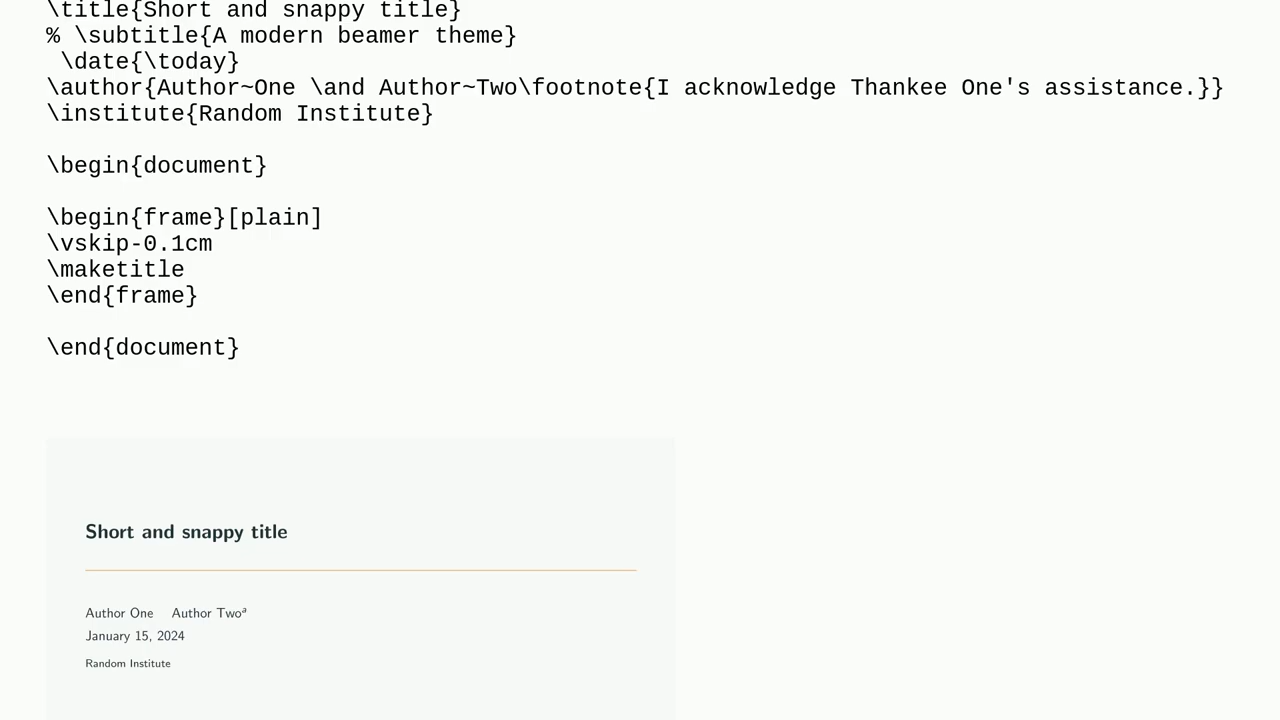 \title{Short and snappy title}
% \subtitle{A modern beamer theme}
 \date{\today}
\author{Author~One \and Author~Two\footnote{I acknowledge Thankee One's assistance.}}
\institute{Random Institute}

\begin{document}

\begin{frame}[plain]
\vskip-0.1cm
\maketitle
\end{frame}

\end{document}

Short and snappy title
Author One Author Twoᵃ
January 15, 2024
Random Institute